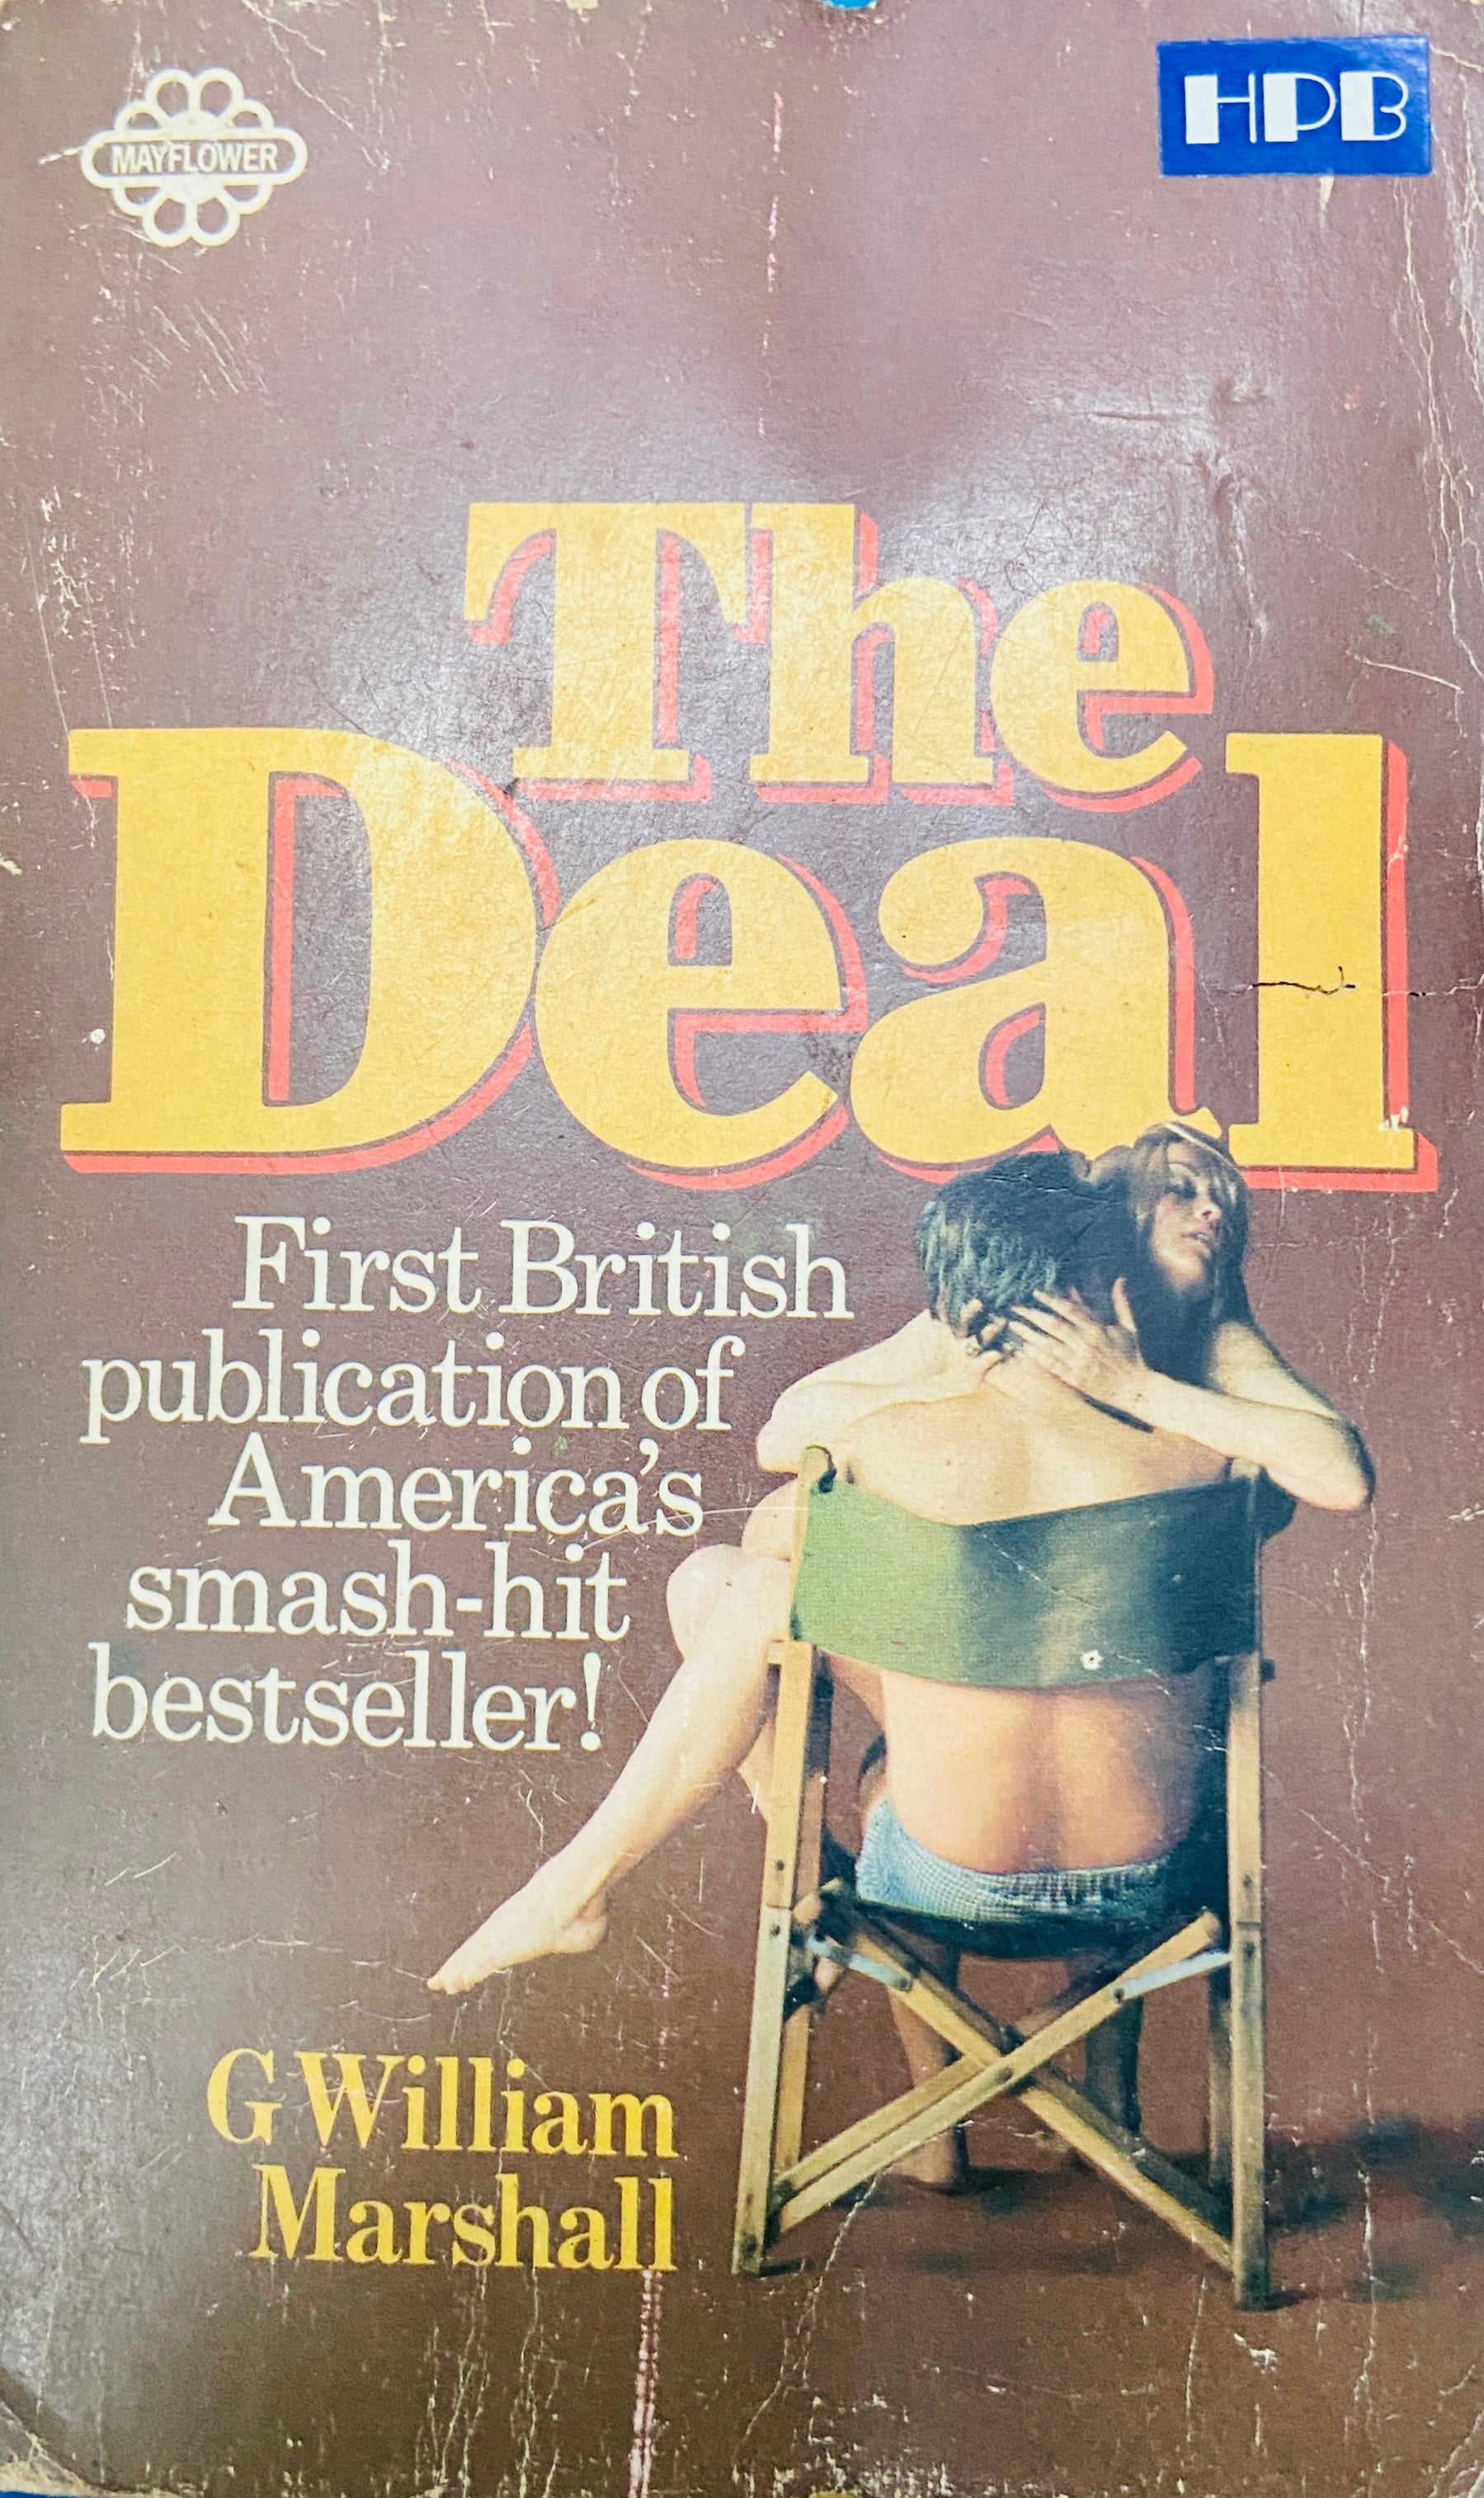 MAYFLOWER
HPB
The
Deal
First British
publication of
America's
smash-hit
bestseller!
G William
Marshall